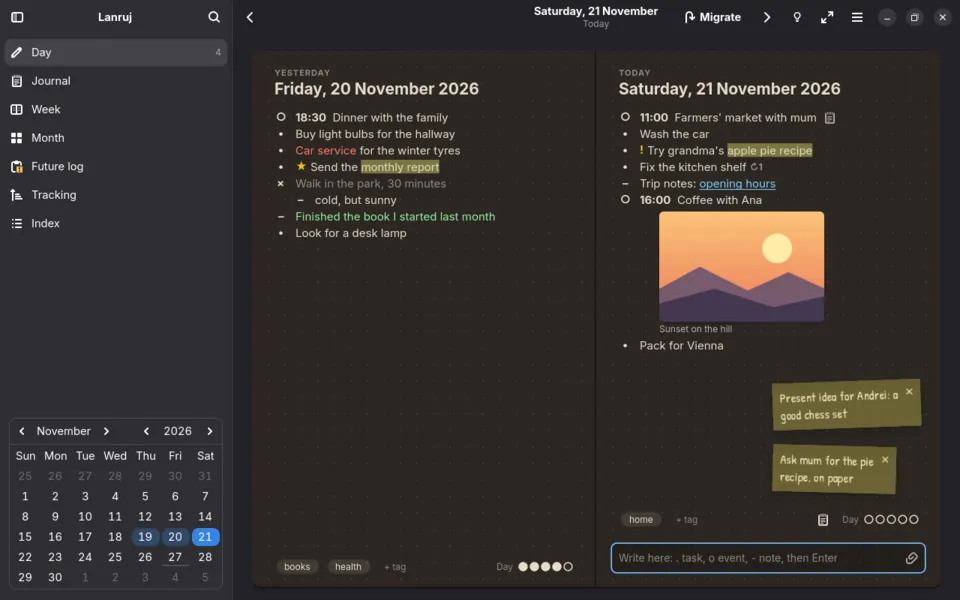 Lanruj
Day 4
Journal
Week
Month
Future log
Tracking
Index
November 2026
Sun Mon Tue Wed Thu Fri Sat
25 26 27 28 29 30 31
1 2 3 4 5 6 7
8 9 10 11 12 13 14
15 16 17 18 19 20 21
22 23 24 25 26 27 28
29 30 1 2 3 4 5
Saturday, 21 November
Today
Migrate
YESTERDAY
Friday, 20 November 2026
18:30 Dinner with the family
• Buy light bulbs for the hallway
• Car service for the winter tyres
• ★ Send the monthly report
× Walk in the park, 30 minutes
– cold, but sunny
– Finished the book I started last month
• Look for a desk lamp
books health + tag
Day
TODAY
Saturday, 21 November 2026
11:00 Farmers' market with mum
• Wash the car
• ! Try grandma's apple pie recipe
• Fix the kitchen shelf ↻1
– Trip notes: opening hours
16:00 Coffee with Ana
Sunset on the hill
• Pack for Vienna
Present idea for Andrei: a
good chess set
Ask mum for the pie
recipe, on paper
home + tag
Day
Write here: . task, o event, - note, then Enter